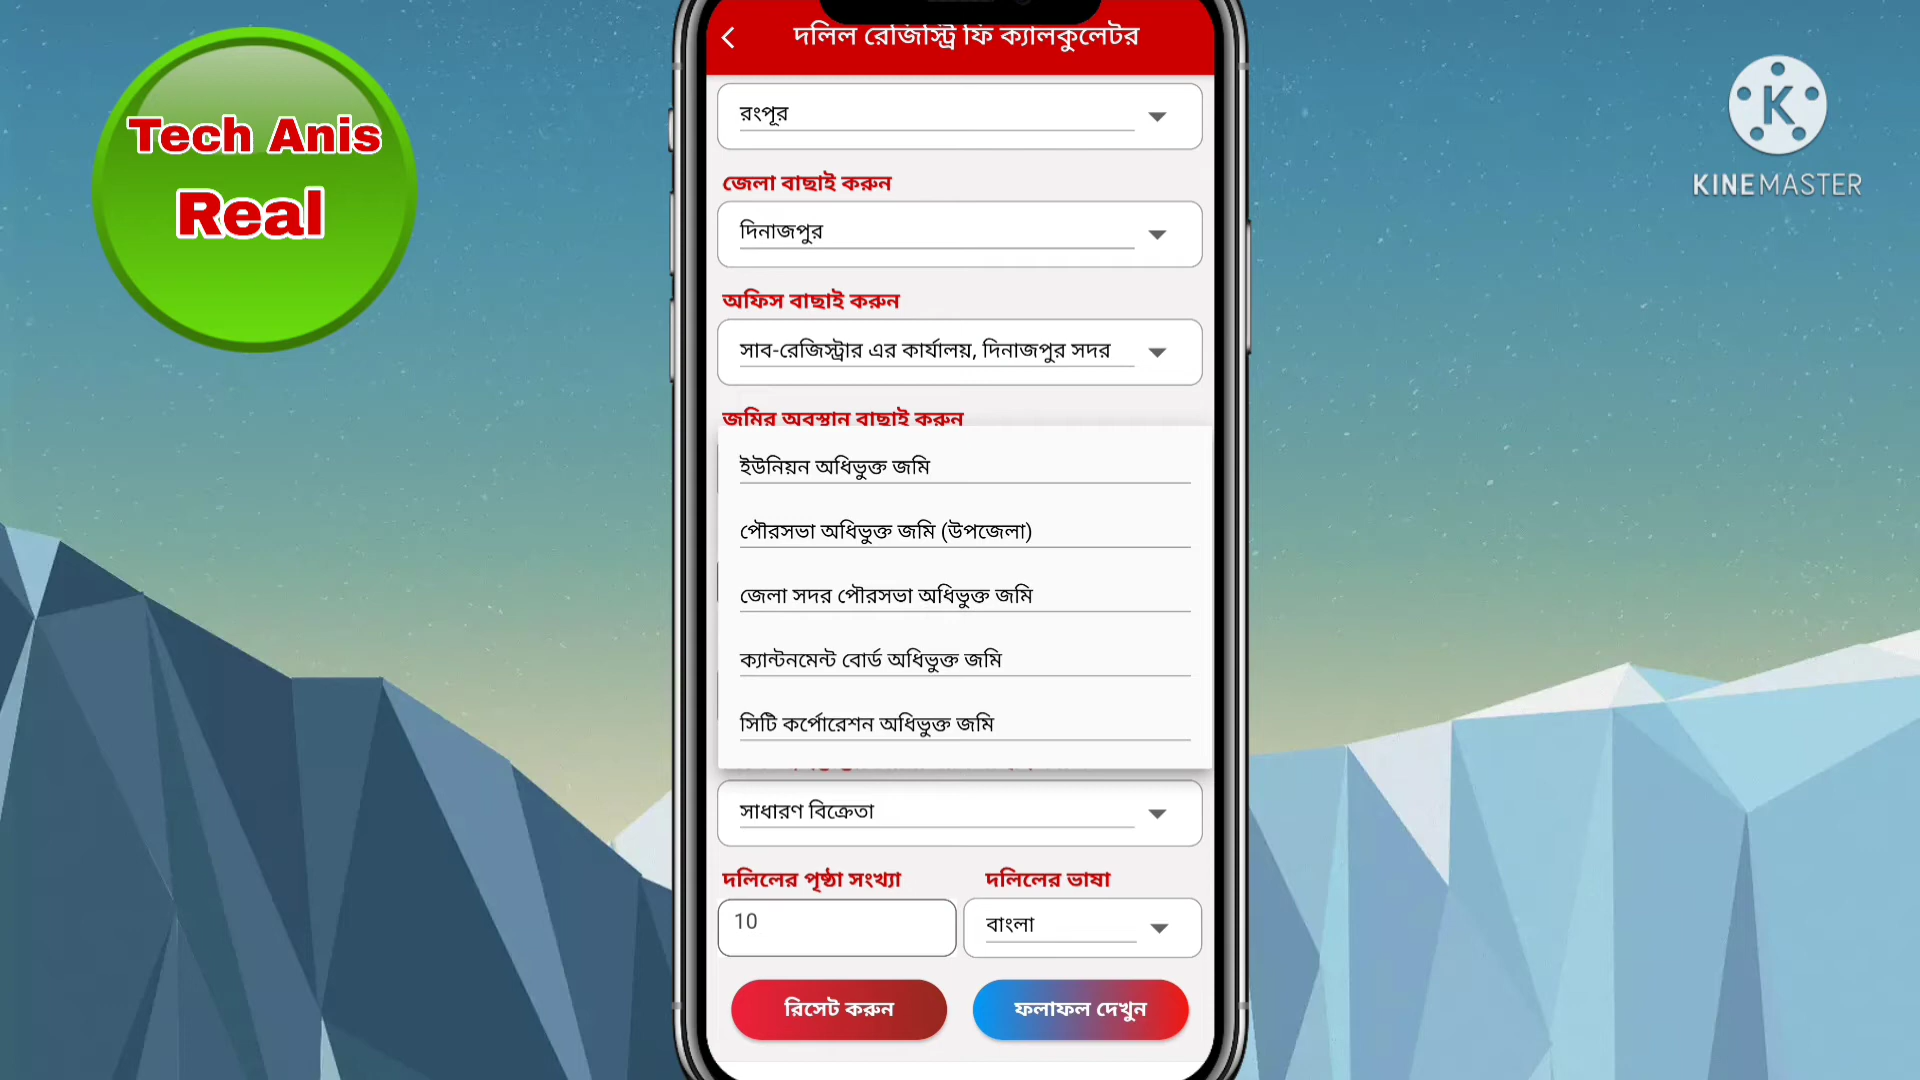 Tech Anis
Real
KINEMASTER
দলিল রেজিস্ট্রি ফি ক্যালকুলেটর
রংপূর
জেলা বাছাই করুন
দিনাজপুর
অফিস বাছাই করুন
সাব-রেজিস্ট্রার এর কার্যালয়, দিনাজপুর সদর
জমির অবস্থান বাছাই করুন
ইউনিয়ন অধিভুক্ত জমি
পৌরসভা অধিভুক্ত জমি (উপজেলা)
জেলা সদর পৌরসভা অধিভুক্ত জমি
ক্যান্টনমেন্ট বোর্ড অধিভুক্ত জমি
সিটি কর্পোরেশন অধিভুক্ত জমি
সাধারণ বিক্রেতা
দলিলের পৃষ্ঠা সংখ্যা
দলিলের ভাষা
10
বাংলা
রিসেট করুন
ফলাফল দেখুন